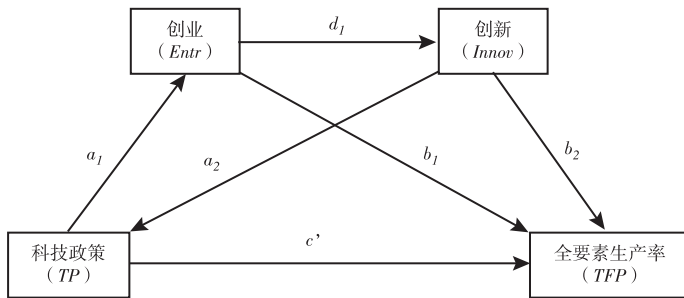 创业
（Entr）
d1
创新
（Innov）
a1
a2
b1
b2
科技政策
（TP）
c’
全要素生产率
（TFP）